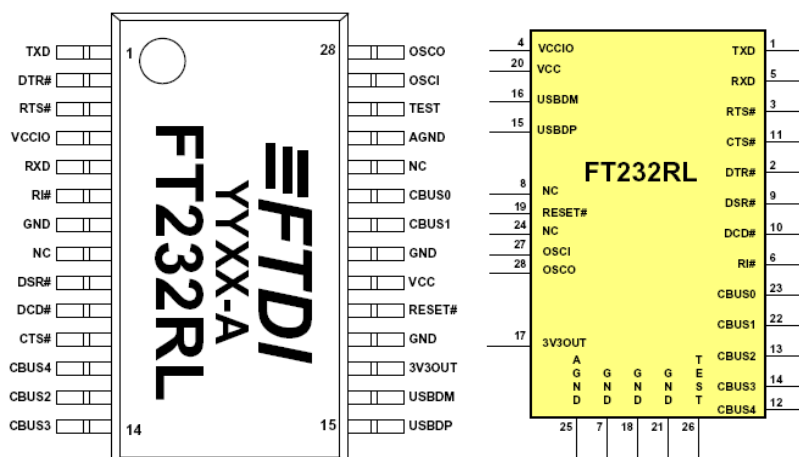 TXD
DTR#
RTS#
VCCIO
RXD
RI#
GND
NC
DSR#
DCD#
CTS#
CBUS4
CBUS2
CBUS3
1
28
14
15
FTDI
YYXX-A
FT232RL
OSCO
OSCI
TEST
AGND
NC
CBUS0
CBUS1
GND
VCC
RESET#
GND
3V3OUT
USBDM
USBDP
4 VCCIO
20 VCC
16 USBDM
15 USBDP
8 NC
19 RESET#
24 NC
27 OSCI
28 OSCO
17 3V3OUT
FT232RL
TXD 1
RXD 5
RTS# 3
CTS# 11
DTR# 2
DSR# 9
DCD# 10
RI# 6
CBUS0 23
CBUS1 22
CBUS2 13
CBUS3 14
CBUS4 12
AGND
GND
GND
GND
TEST
25 7 18 21 26